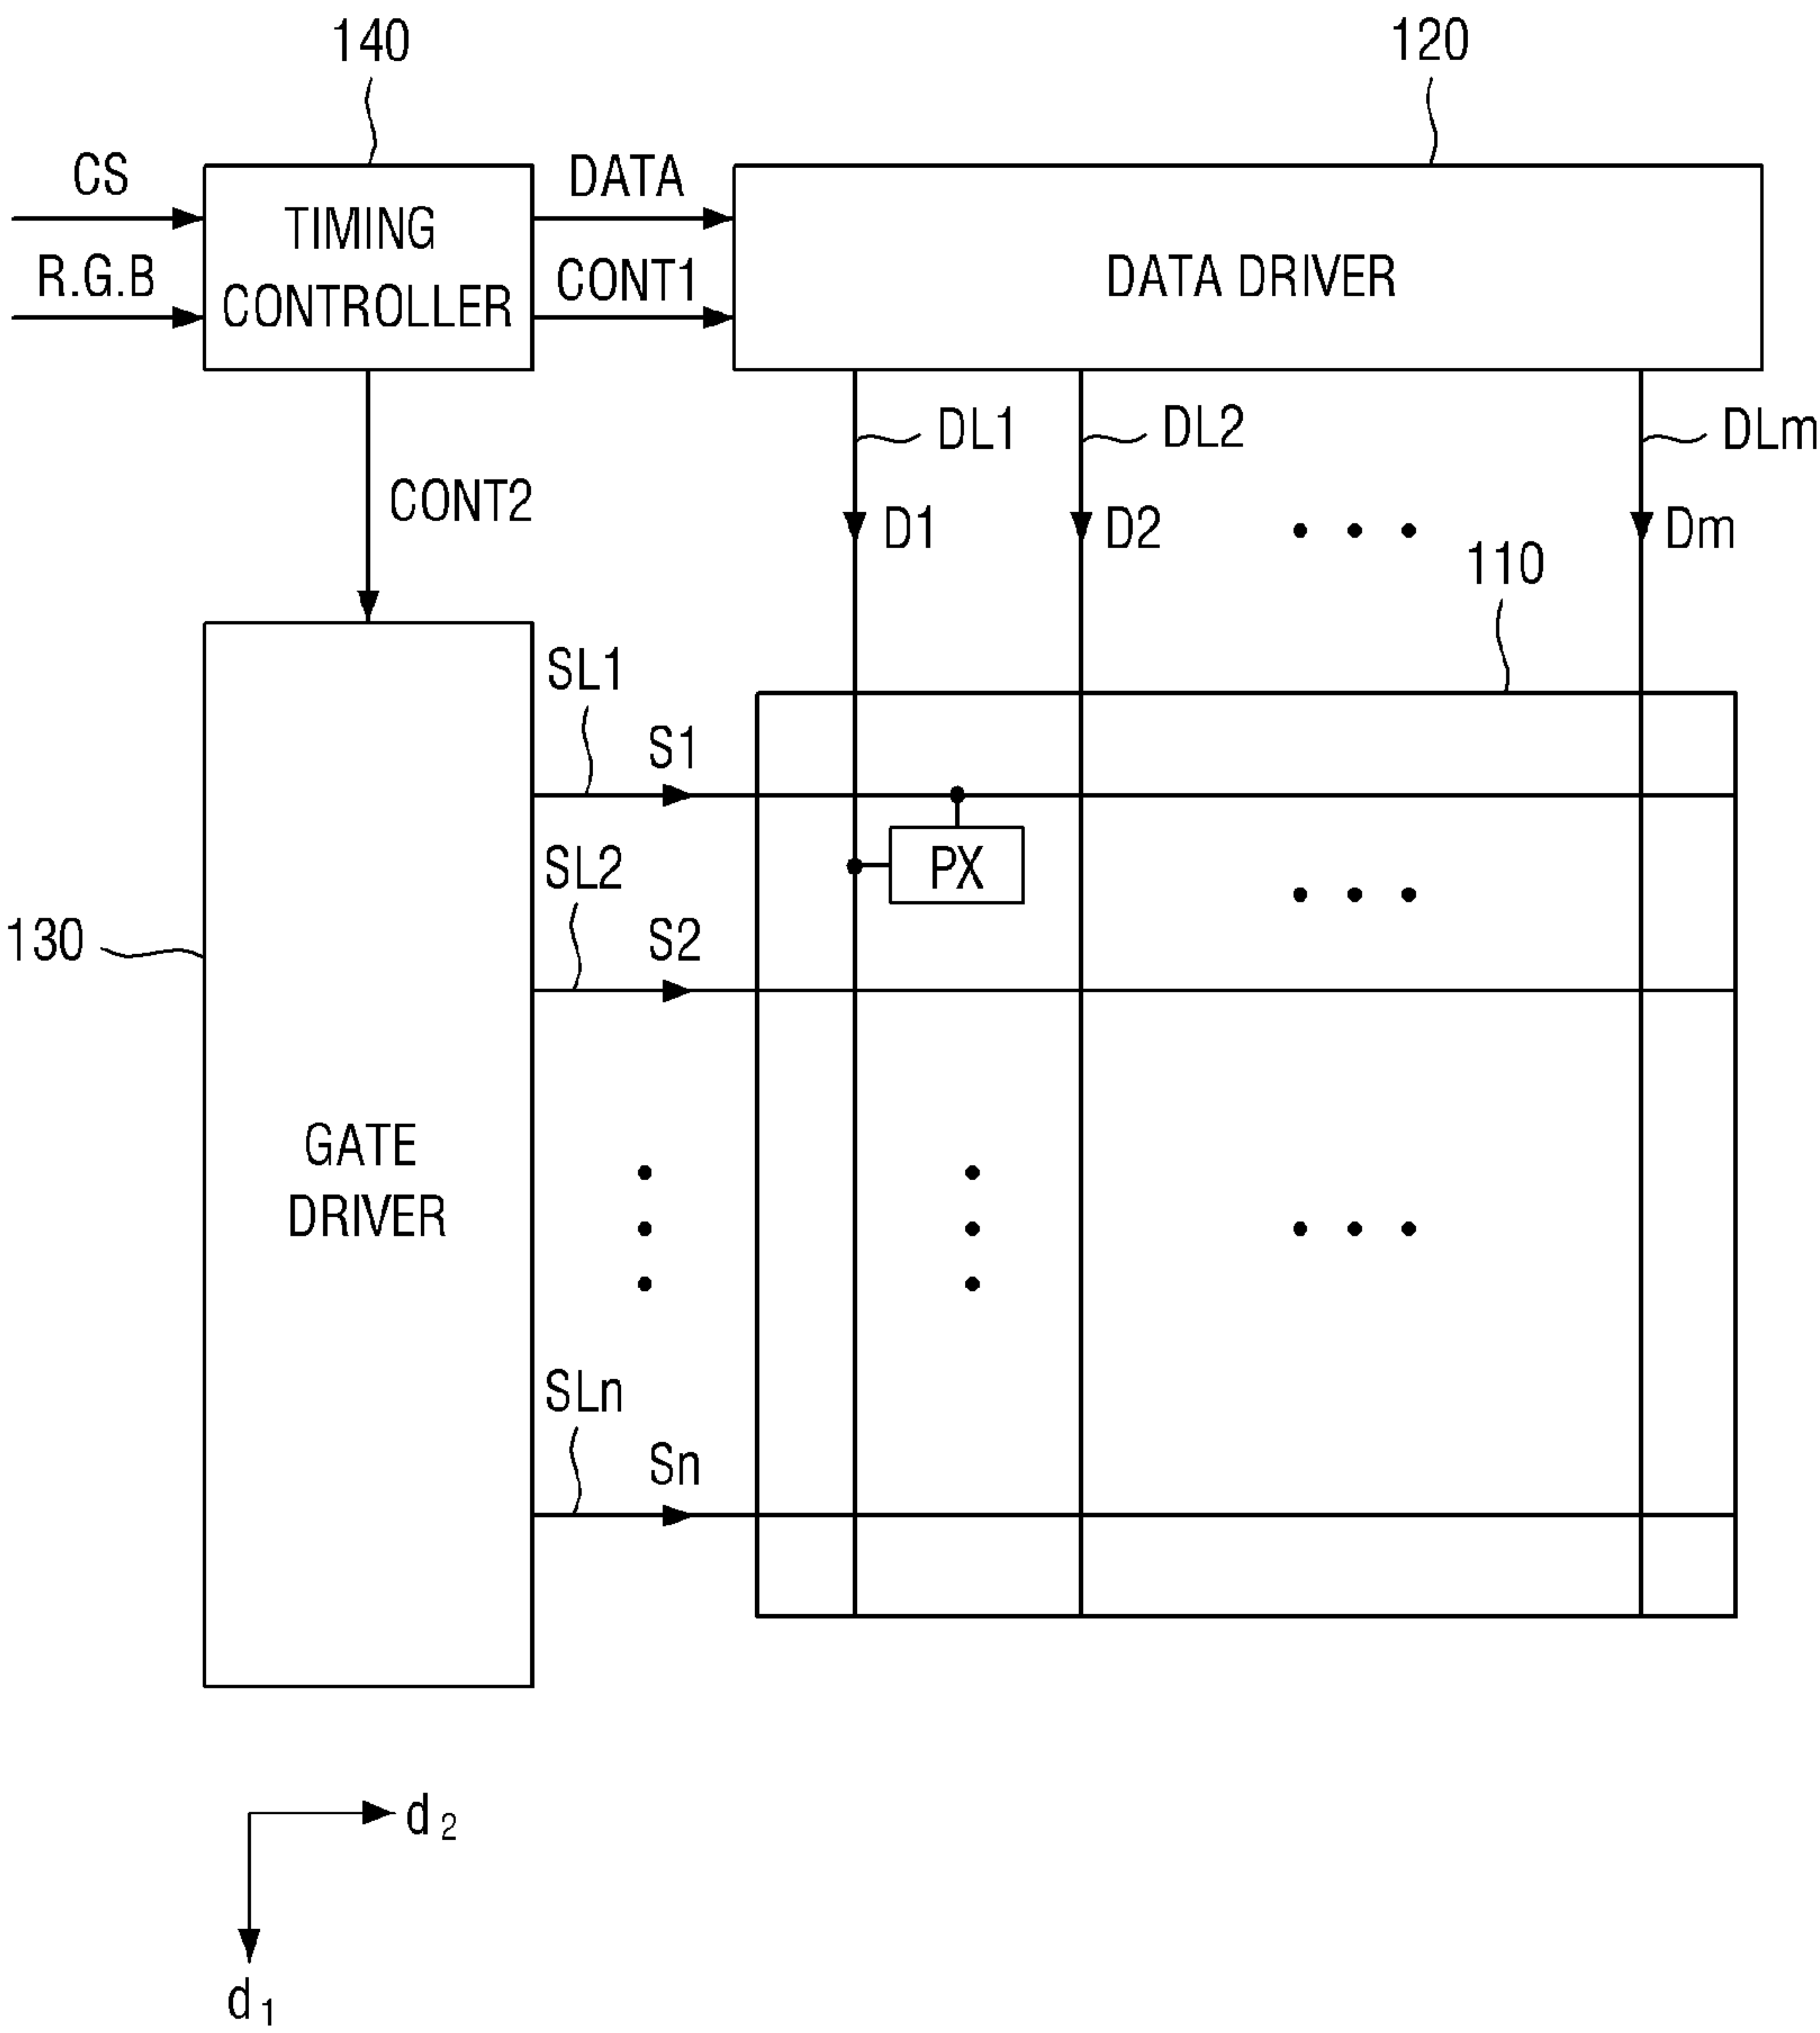 140
120
CS
R.G.B
TIMING
CONTROLLER
DATA
CONT1
DATA DRIVER
CONT2
DL1
DL2
DLm
D1
D2
Dm
110
SL1
S1
PX
SL2
S2
130
GATE
DRIVER
SLn
Sn
d₂
d₁